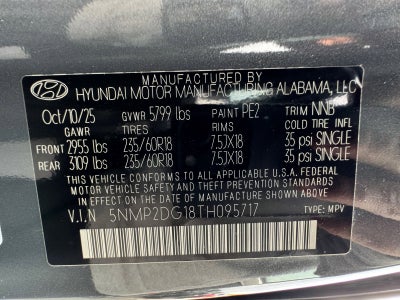 MANUFACTURED BY
HYUNDAI MOTOR MANUFACTURING ALABAMA, LLC
Oct/10/25 GVWR 5799 lbs PAINT PE2 TRIM NNB
GAWR TIRES RIMS COLD TIRE INFL
FRONT 2955 lbs 235/60R18 7.5JX18 35 psi SINGLE
REAR 3109 lbs 235/60R18 7.5JX18 35 psi SINGLE
THIS VEHICLE CONFORMS TO ALL APPLICABLE U.S.A. FEDERAL
MOTOR VEHICLE SAFETY AND THEFT PREVENTION STANDARDS
IN EFFECT ON THE DATE OF MANUFACTURE SHOWN ABOVE.
V.I.N 5NMP2DG18TH095717 TYPE: MPV